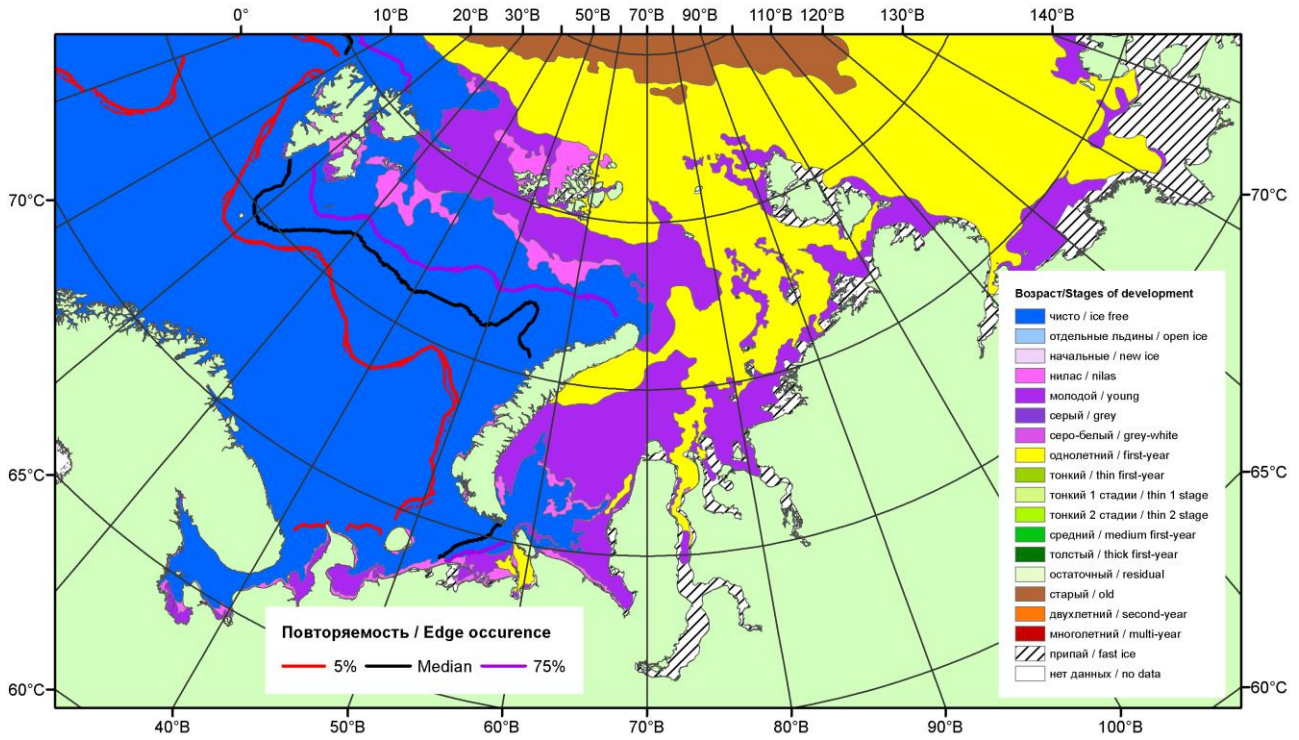 0° 10°В 20°В 30°В 50°В 70°В 90°В 110°В 120°В 130°В 140°В
70°С 70°С
Возраст/Stages of development
чисто / ice free
отдельные льдины / open ice
начальные / new ice
нилас / nilas
молодой / young
серый / grey
серо-белый / grey-white
однолетний / first-year
тонкий / thin first-year
тонкий 1 стадии / thin 1 stage
тонкий 2 стадии / thin 2 stage
средний / medium first-year
толстый / thick first-year
остаточный / residual
старый / old
двухлетний / second-year
многолетний / multi-year
припай / fast ice
нет данных / no data
65°С 65°С
Повторяемость / Edge occurence
5% Median 75%
60°С 60°С
40°В 50°В 60°В 70°В 80°В 90°В 100°В